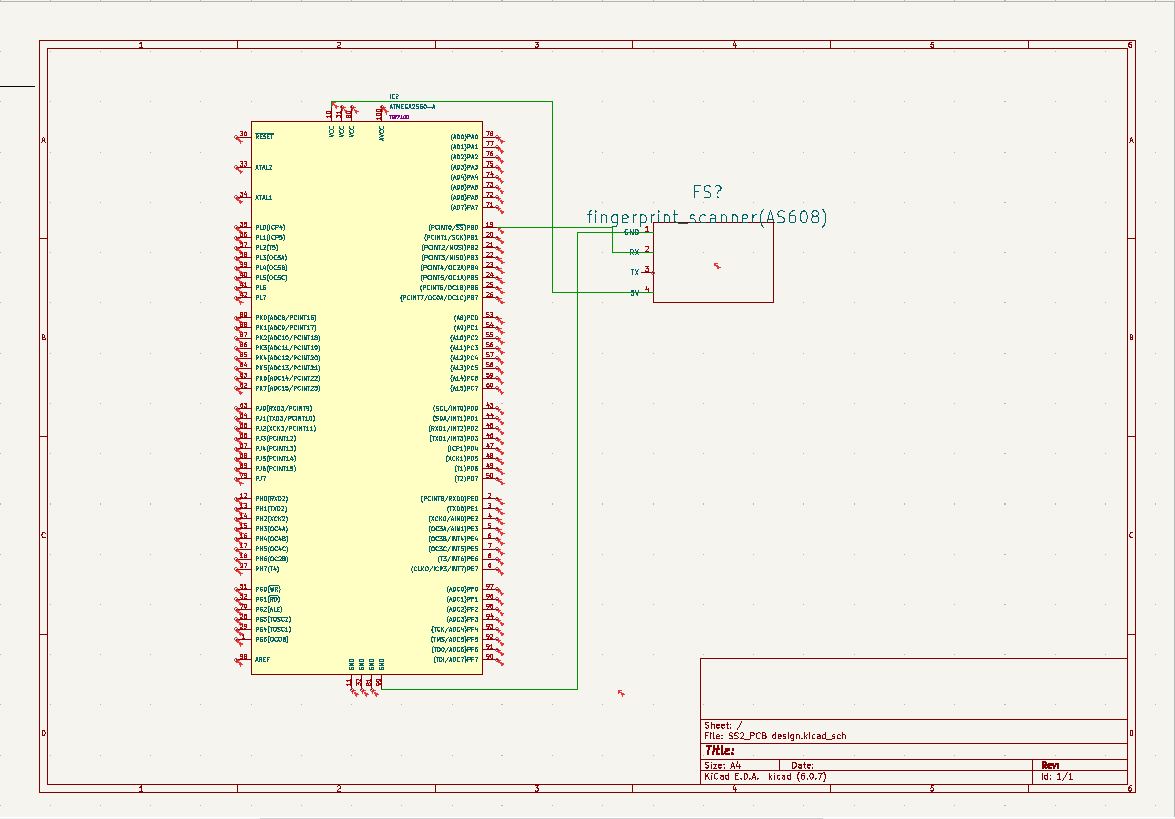 1 2 3 4 5 6
A
B
C
D
IC?
ATMEGA2560-A
TQFP100
10 VCC
31 VCC
80 VCC
100 AVCC
30 RESET
33 XTAL2
34 XTAL1
35 PL0(ICP4)
36 PL1(ICP5)
37 PL2(T5)
38 PL3(OC5A)
39 PL4(OC5B)
40 PL5(OC5C)
41 PL6
42 PL7
89 PK0(ADC8/PCINT16)
88 PK1(ADC9/PCINT17)
87 PK2(ADC10/PCINT18)
86 PK3(ADC11/PCINT19)
85 PK4(ADC12/PCINT20)
84 PK5(ADC13/PCINT21)
83 PK6(ADC14/PCINT22)
82 PK7(ADC15/PCINT23)
63 PJ0(RXD3/PCINT9)
64 PJ1(TXD3/PCINT10)
65 PJ2(XCK3/PCINT11)
66 PJ3(PCINT12)
67 PJ4(PCINT13)
68 PJ5(PCINT14)
69 PJ6(PCINT15)
79 PJ7
12 PH0(RXD2)
13 PH1(TXD2)
14 PH2(XCK2)
15 PH3(OC4A)
16 PH4(OC4B)
17 PH5(OC4C)
18 PH6(OC2B)
27 PH7(T4)
51 PG0(WR)
52 PG1(RD)
70 PG2(ALE)
28 PG3(TOSC2)
29 PG4(TOSC1)
1 PG5(OC0B)
98 AREF
(AD0)PA0 78
(AD1)PA1 77
(AD2)PA2 76
(AD3)PA3 75
(AD4)PA4 74
(AD5)PA5 73
(AD6)PA6 72
(AD7)PA7 71
(PCINT0/SS)PB0 19
(PCINT1/SCK)PB1 20
(PCINT2/MOSI)PB2 21
(PCINT3/MISO)PB3 22
(PCINT4/OC2A)PB4 23
(PCINT5/OC1A)PB5 24
(PCINT6/OC1B)PB6 25
(PCINT7/OC0A/OC1C)PB7 26
(A8)PC0 53
(A9)PC1 54
(A10)PC2 55
(A11)PC3 56
(A12)PC4 57
(A13)PC5 58
(A14)PC6 59
(A15)PC7 60
(SCL/INT0)PD0 43
(SDA/INT1)PD1 44
(RXD1/INT2)PD2 45
(TXD1/INT3)PD3 46
(ICP1)PD4 47
(XCK1)PD5 48
(T1)PD6 49
(T0)PD7 50
(PCINT8/RXD0)PE0 2
(TXD0)PE1 3
(XCK0/AIN0)PE2 4
(OC3A/AIN1)PE3 5
(OC3B/INT4)PE4 6
(OC3C/INT5)PE5 7
(T3/INT6)PE6 8
(CLKO/ICP3/INT7)PE7 9
(ADC0)PF0 97
(ADC1)PF1 96
(ADC2)PF2 95
(ADC3)PF3 94
(TCK/ADC4)PF4 93
(TMS/ADC5)PF5 92
(TDO/ADC6)PF6 91
(TDI/ADC7)PF7 90
GND GND GND GND
11 32 81 99
FS?
fingerprint_scanner(AS608)
GND 1
RX 2
TX 3
5V 4
Sheet: /
File: SS2_PCB design.kicad_sch
Title:
Size: A4 Date: Rev:
KiCad E.D.A. kicad (6.0.7) Id: 1/1
A
B
C
D
1 2 3 4 5 6